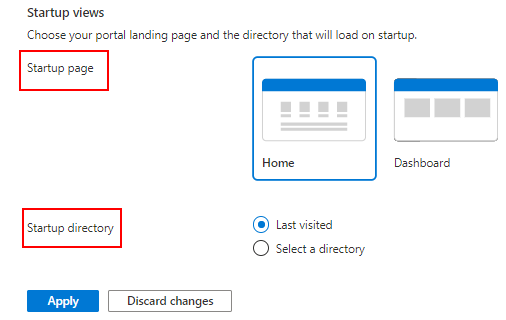 Startup views
Choose your portal landing page and the directory that will load on startup.
Startup page
Home
Dashboard
Startup directory
Last visited
Select a directory
Apply
Discard changes